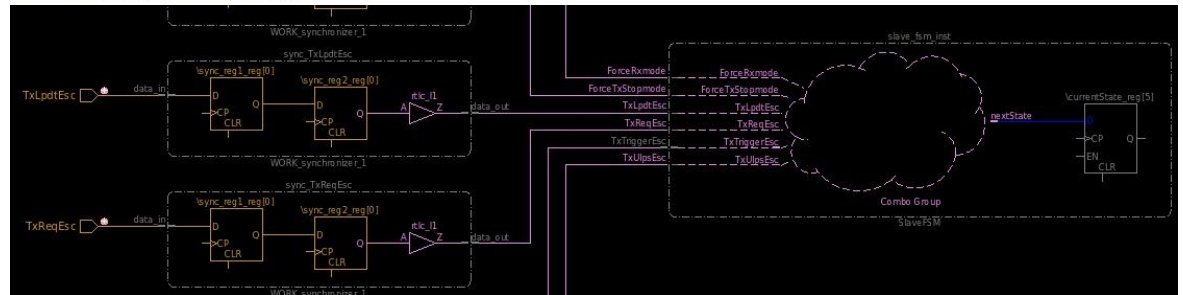 WORK_synchronizer_1
sync_TxLpdtEsc
\sync_reg1_reg[0]
\sync_reg2_reg[0]
TxLpdtEsc
data_in
D
Q
CP
CLR
D
Q
CP
CLR
rtlc_I1
A
Z
data_out
WORK_synchronizer_1
sync_TxReqEsc
\sync_reg1_reg[0]
\sync_reg2_reg[0]
TxReqEsc
data_in
D
Q
CP
CLR
D
Q
CP
CLR
rtlc_I1
A
Z
data_out
WORK_synchronizer_1
slave_fsm_inst
ForceRxmode
ForceRxmode
ForceTxStopmode
ForceTxStopmode
TxLpdtEsc
TxLpdtEsc
TxReqEsc
TxReqEsc
TxTriggerEsc
TxTriggerEsc
TxUlpsEsc
TxUlpsEsc
Combo Group
nextState
\currentState_reg[5]
D
CP
Q
EN
CLR
SlaveFSM